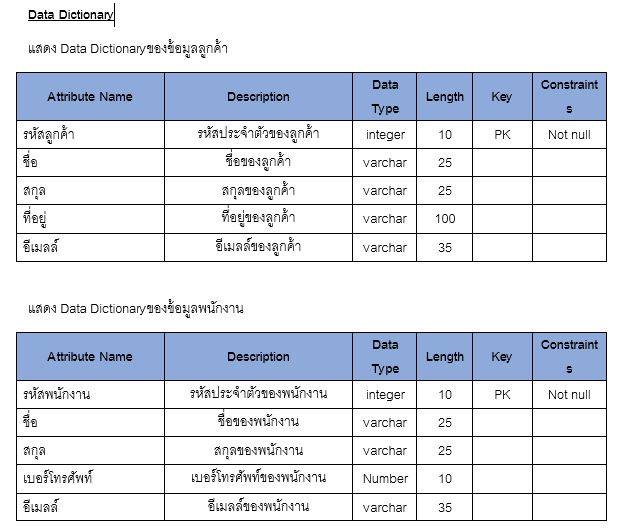 Data Dictionary
แสดง Data Dictionaryของข้อมูลลูกค้า
Attribute Name Description Data Type Length Key Constraints
รหัสลูกค้า รหัสประจำตัวของลูกค้า integer 10 PK Not null
ชื่อ ชื่อของลูกค้า varchar 25
สกุล สกุลของลูกค้า varchar 25
ที่อยู่ ที่อยู่ของลูกค้า varchar 100
อีเมลล์ อีเมลล์ของลูกค้า varchar 35
แสดง Data Dictionaryของข้อมูลพนักงาน
Attribute Name Description Data Type Length Key Constraints
รหัสพนักงาน รหัสประจำตัวของพนักงาน integer 10 PK Not null
ชื่อ ชื่อของพนักงาน varchar 25
สกุล สกุลของพนักงาน varchar 25
เบอร์โทรศัพท์ เบอร์โทรศัพท์ของพนักงาน Number 10
อีเมลล์ อีเมลล์ของพนักงาน varchar 35